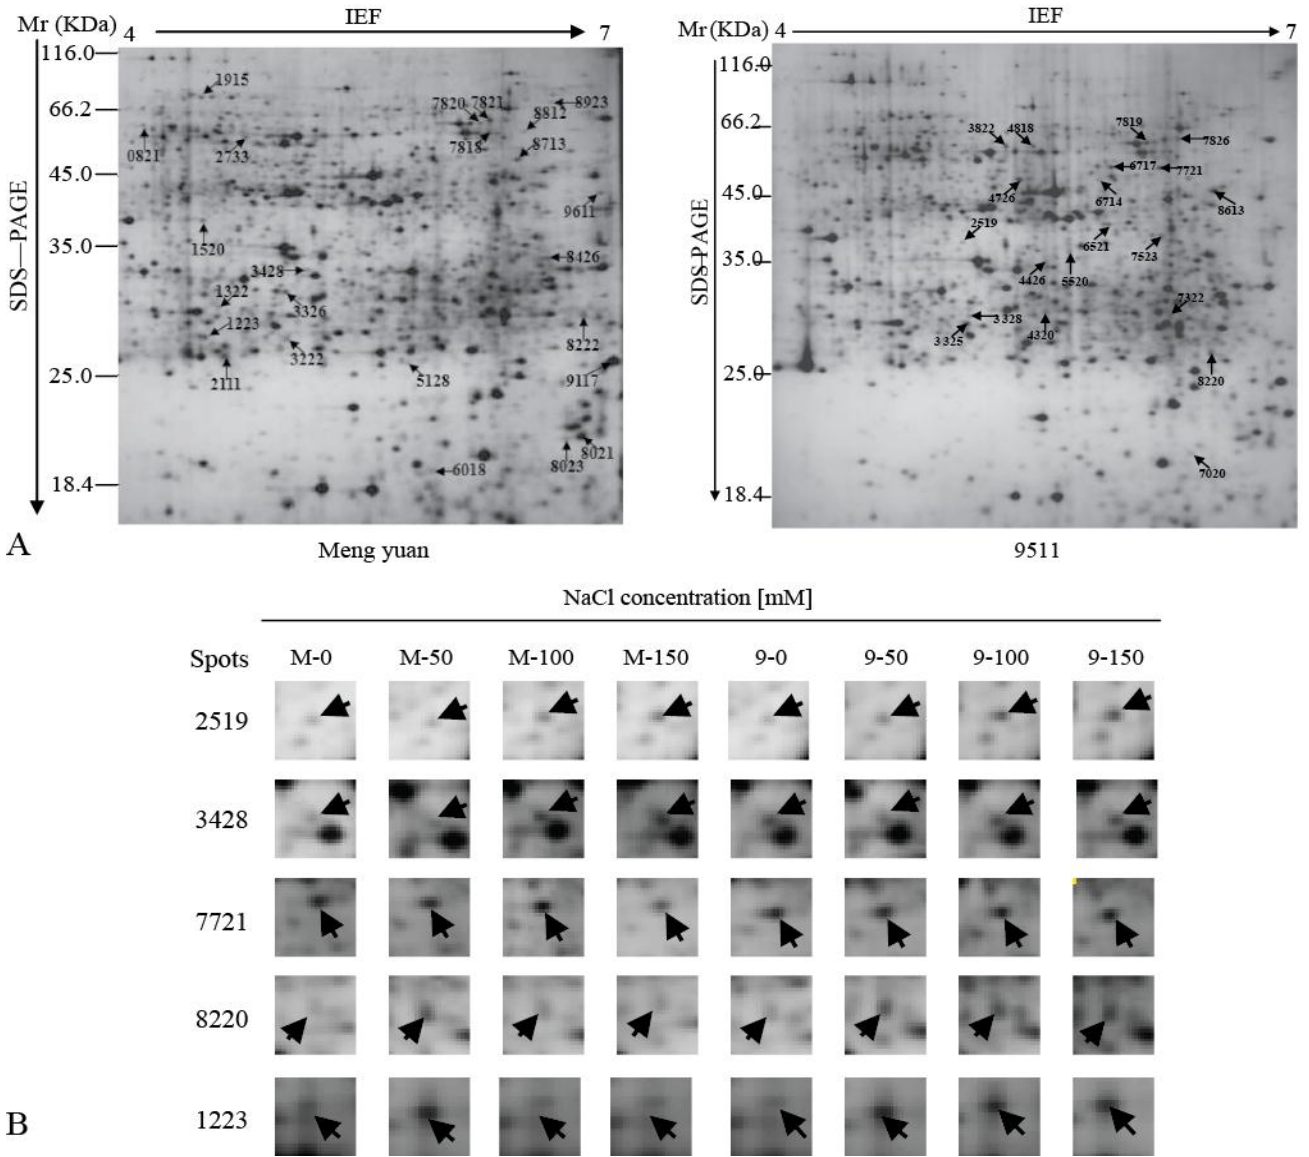 IEF
Mr (KDa) 4 7
116.0
66.2
45.0
35.0
25.0
18.4
SDS—PAGE
1915
7820 7821 8812 8923
0821 2733 7818 8713
9611
1520
3428 8426
1322 3326
1223 8222
3222
2111 5128 9117
8023 8021
6018
Meng yuan
IEF
Mr (KDa) 4 7
116.0
66.2
45.0
35.0
25.0
18.4
SDS-PAGE
3822 4818 7819 7826
6717 7721
4726 6714 8613
2519 6521 7523
4426 5520
7322
3328
3325 4320
8220
7020
9511
A
NaCl concentration [mM]
Spots M-0 M-50 M-100 M-150 9-0 9-50 9-100 9-150
2519
3428
7721
8220
1223
B